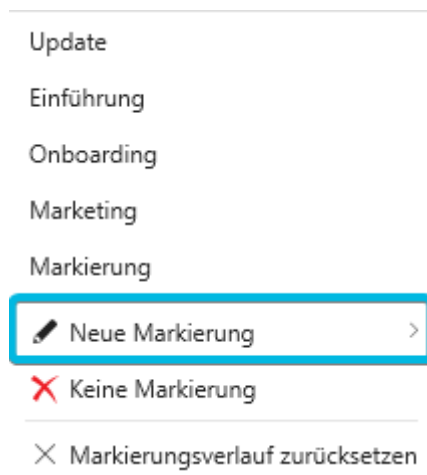 Update
Einführung
Onboarding
Marketing
Markierung
Neue Markierung
Keine Markierung
Markierungsverlauf zurücksetzen